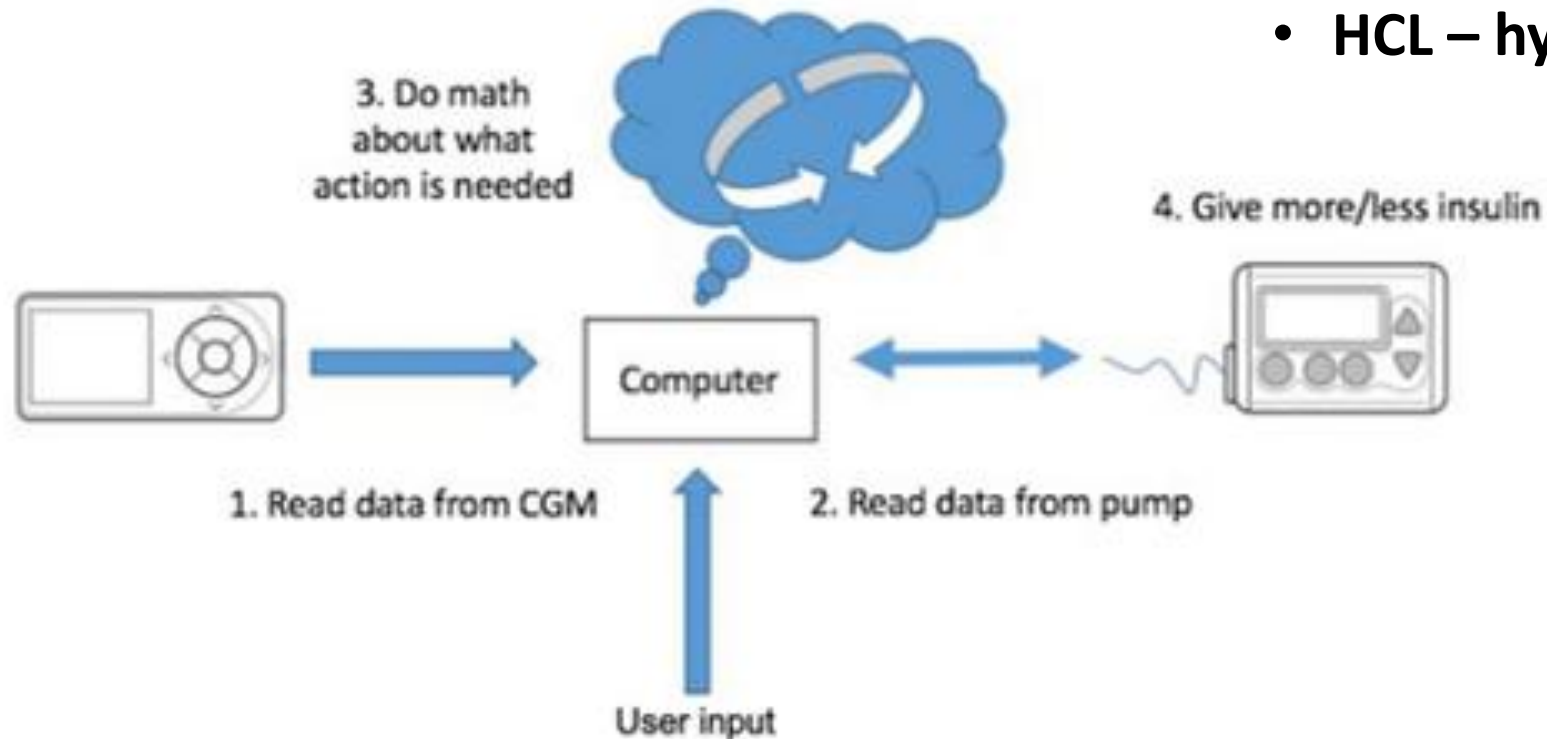 • HCL – hy
3. Do math
about what
action is needed
4. Give more/less insulin
Computer
1. Read data from CGM
2. Read data from pump
User input